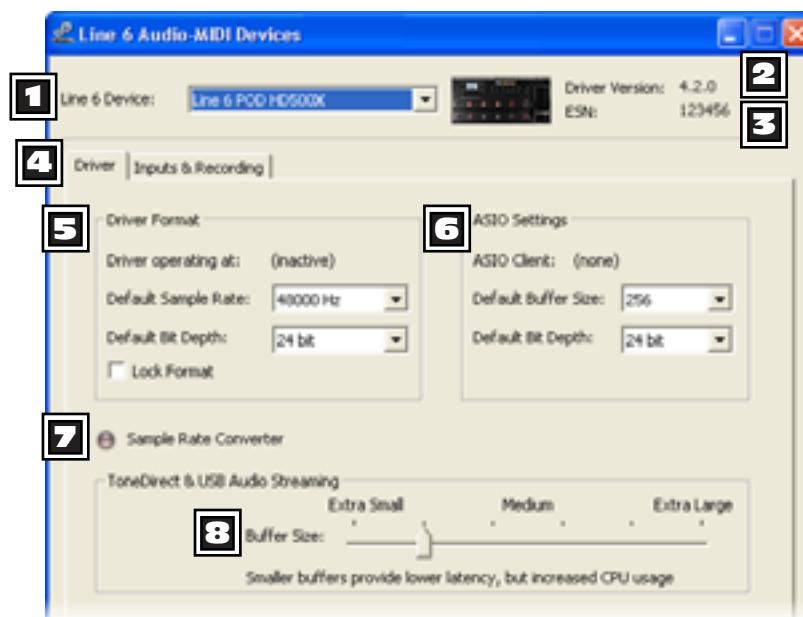 Line 6 Audio-MIDI Devices
1
Line 6 Device: Line 6 POD HD500X
Driver Version: 4.2.0
2
ESN: 123456
3
4
Driver Inputs & Recording
5
Driver Format
Driver operating at: (inactive)
Default Sample Rate: 48000 Hz
Default Bit Depth: 24 bit
Lock Format
6
ASIO Settings
ASIO Client: (none)
Default Buffer Size: 256
Default Bit Depth: 24 bit
7
Sample Rate Converter
ToneDirect & USB Audio Streaming
Extra Small Medium Extra Large
8
Buffer Size:
Smaller buffers provide lower latency, but increased CPU usage